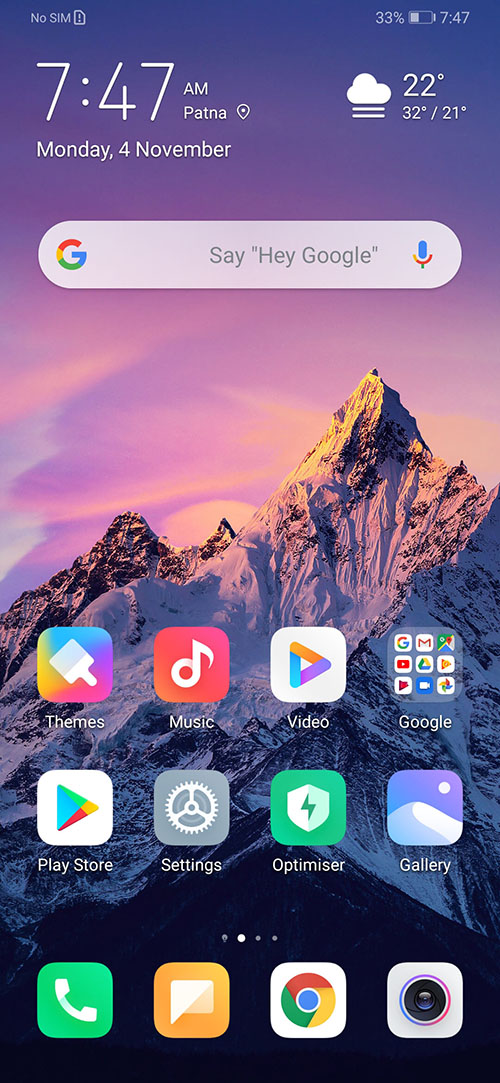 No SIM
33%
7:47
7:47 AM
Patna
Monday, 4 November
22°
32° / 21°
Say "Hey Google"
Themes
Music
Video
Google
Play Store
Settings
Optimiser
Gallery